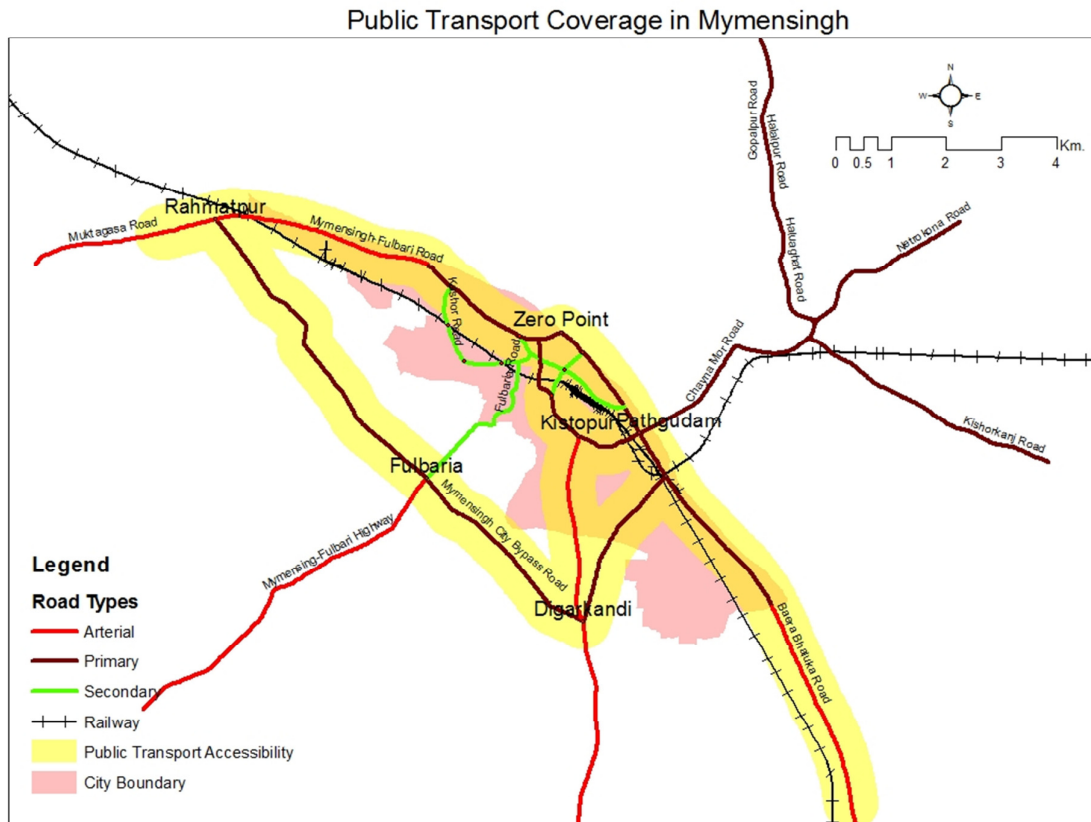 Public Transport Coverage in Mymensingh
N
W
E
S
0 0.5 1 2 3 4 Km.
Gopalpur Road
Halalpur Road
Haluaghat Road
Netrokona Road
Rahmatpur
Muktagasa Road
Mymensingh-Fulbari Road
Kashor Road
Zero Point
Fulbaria Road
Chayna Mor Road
Kistopur
Pathgudam
Kishorkanj Road
Fulbaria
Mymensingh City Bypass Road
Mymensing-Fulbari Highway
Digarkandi
Baera Bhaluka Road
Legend
Road Types
Arterial
Primary
Secondary
Railway
Public Transport Accessibility
City Boundary